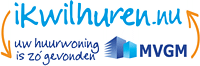 ikwilhuren.nu
uw huurwoning
is zó gevonden
MVGM